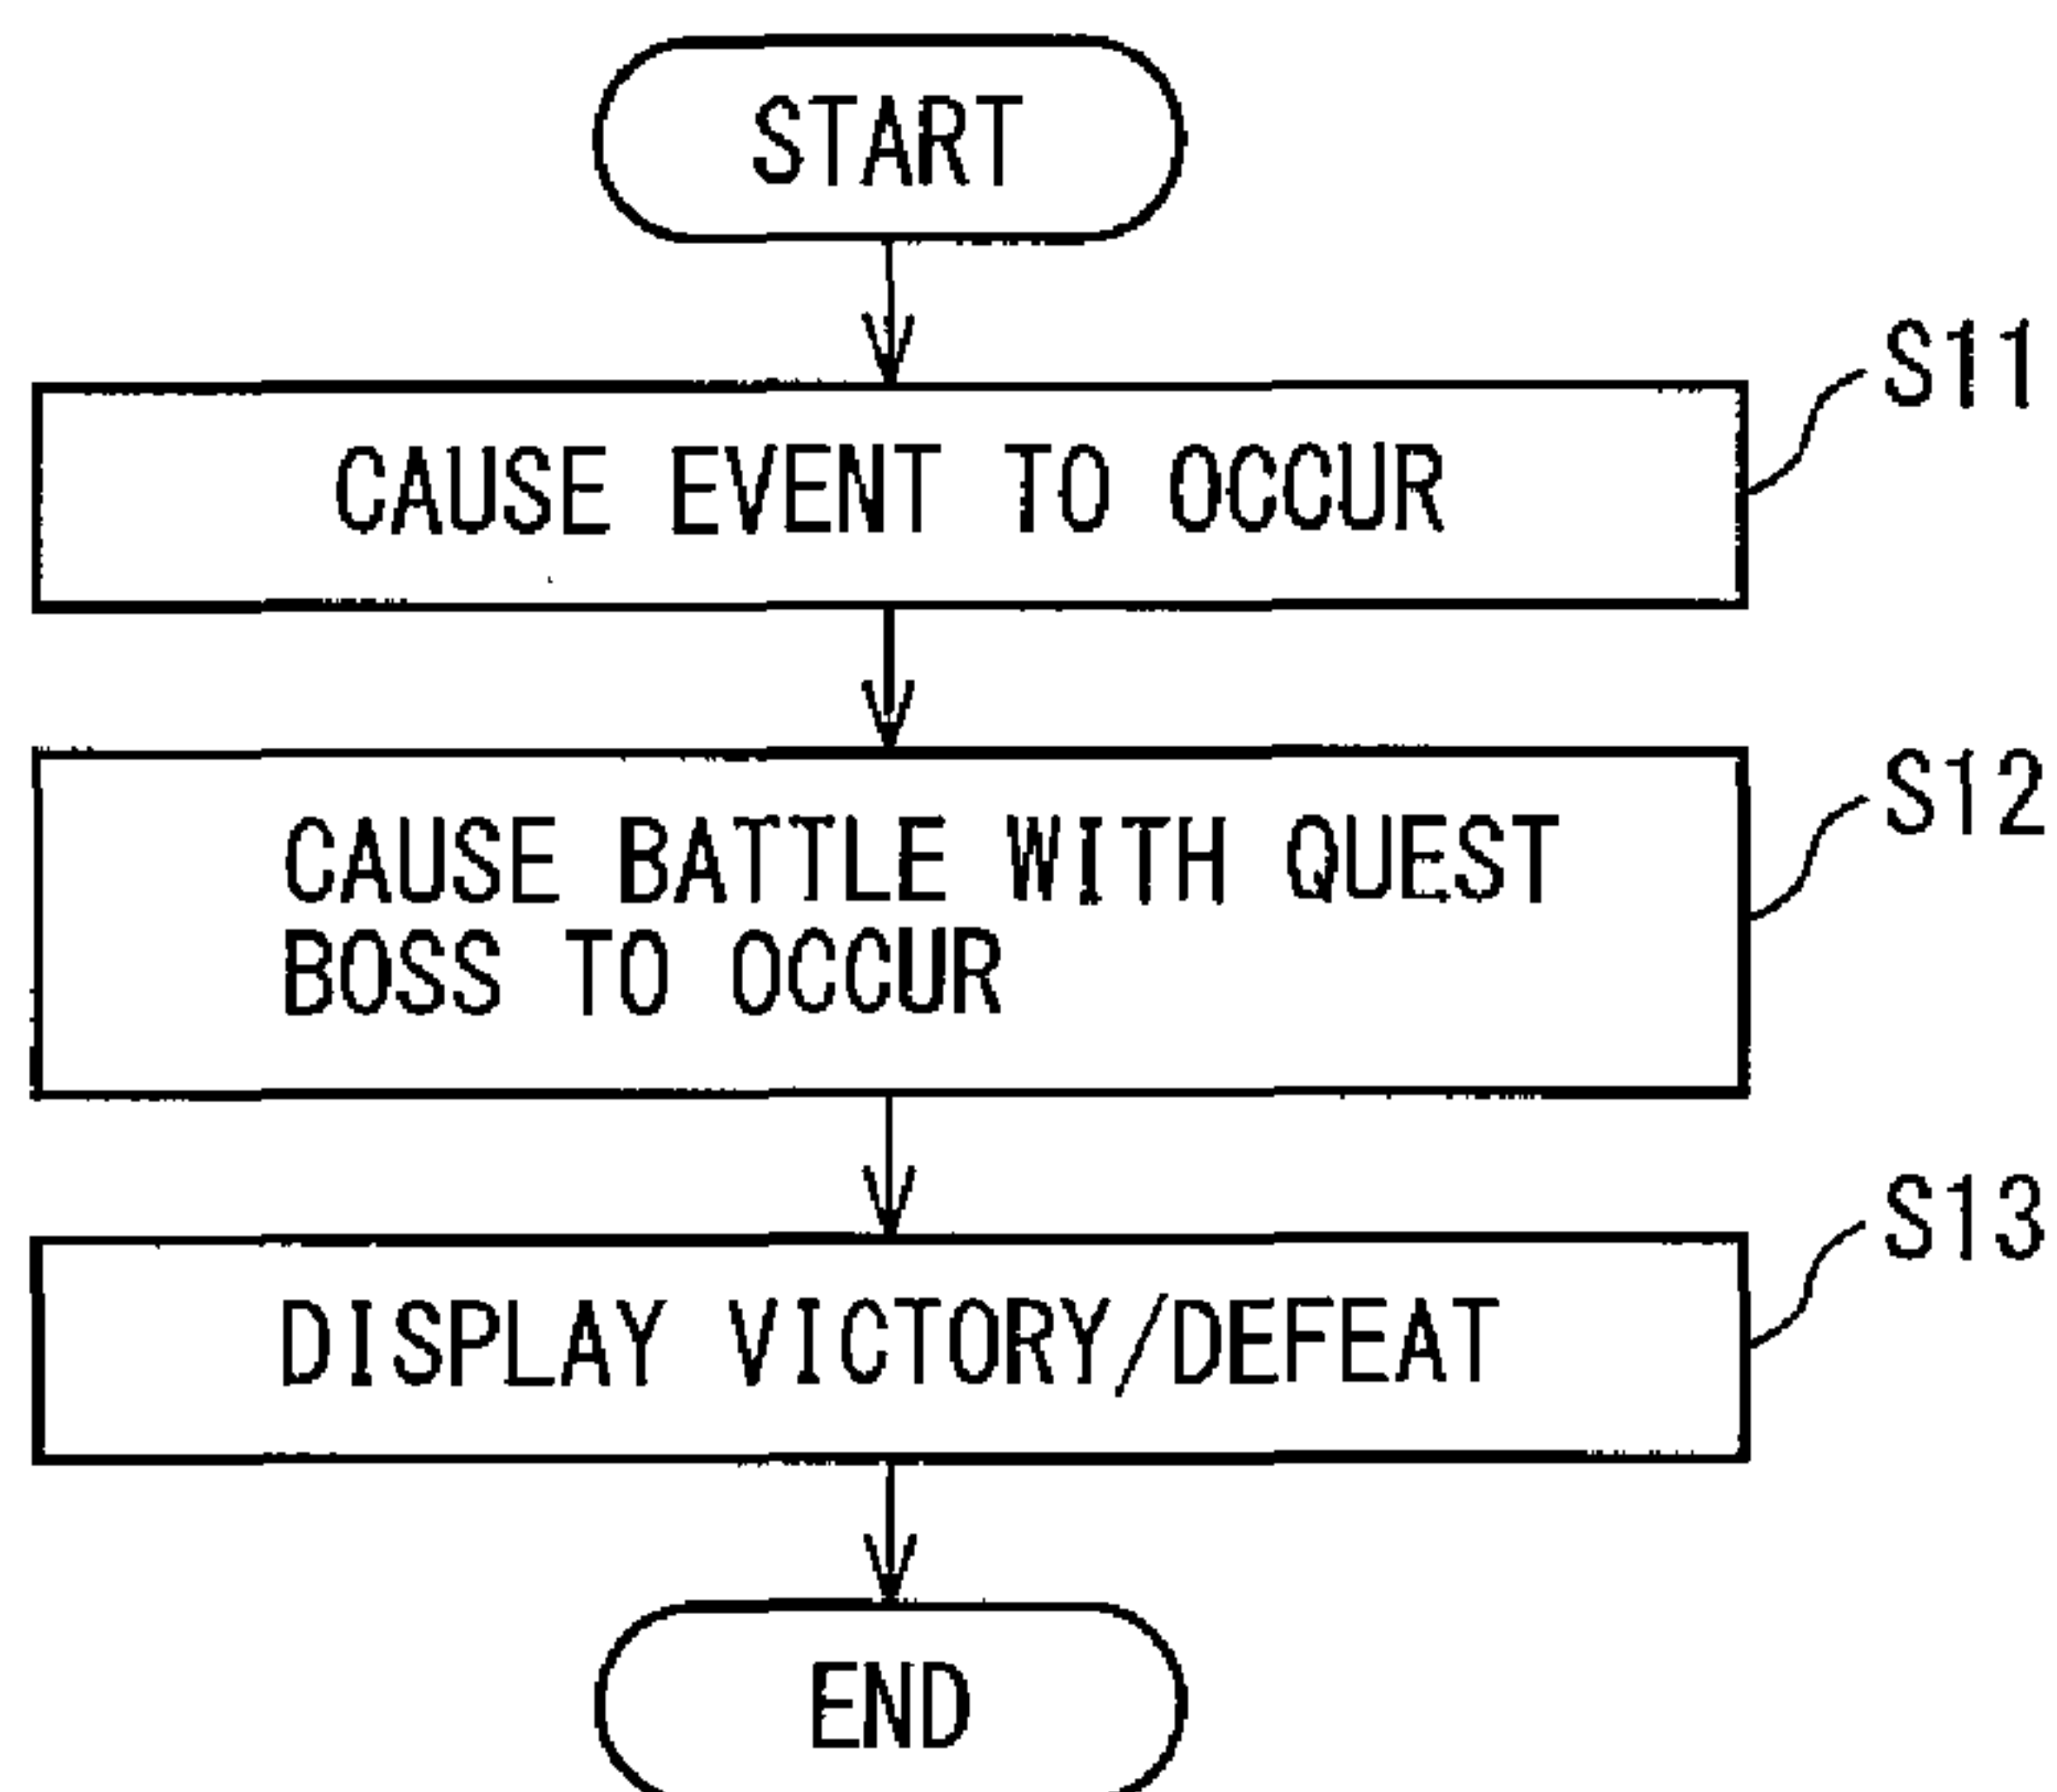 START
S11
CAUSE EVENT TO OCCUR
S12
CAUSE BATTLE WITH QUEST
BOSS TO OCCUR
S13
DISPLAY VICTORY/DEFEAT
END